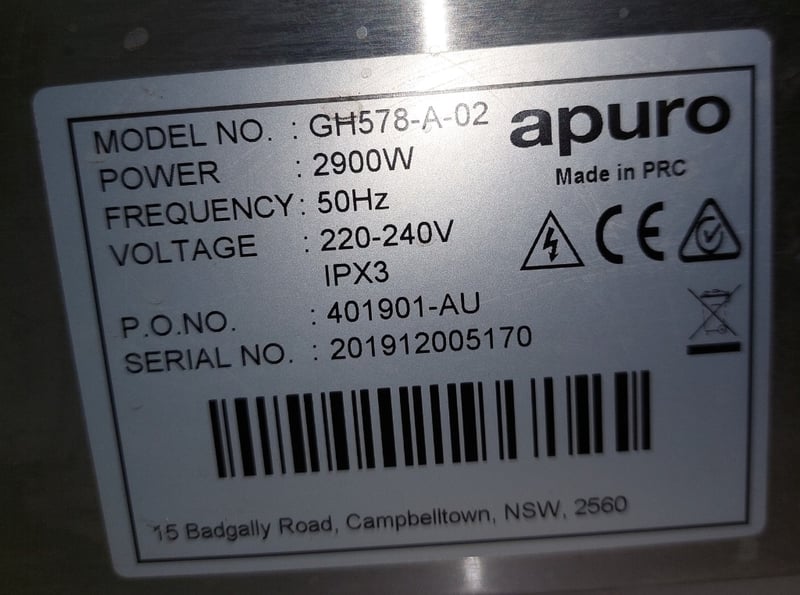 apuro
Made in PRC
MODEL NO. : GH578-A-02
POWER : 2900W
FREQUENCY : 50Hz
VOLTAGE : 220-240V
IPX3
P.O.NO. : 401901-AU
SERIAL NO. : 201912005170
CE
15 Badgally Road, Campbelltown, NSW, 2560